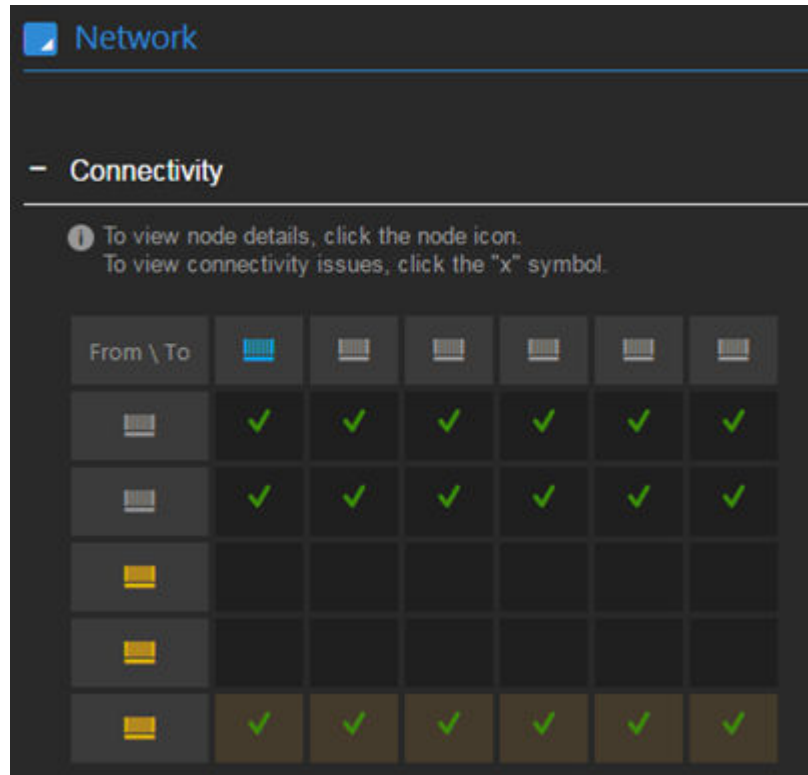 Network
− Connectivity
i To view node details, click the node icon.
To view connectivity issues, click the "x" symbol.
From \ To